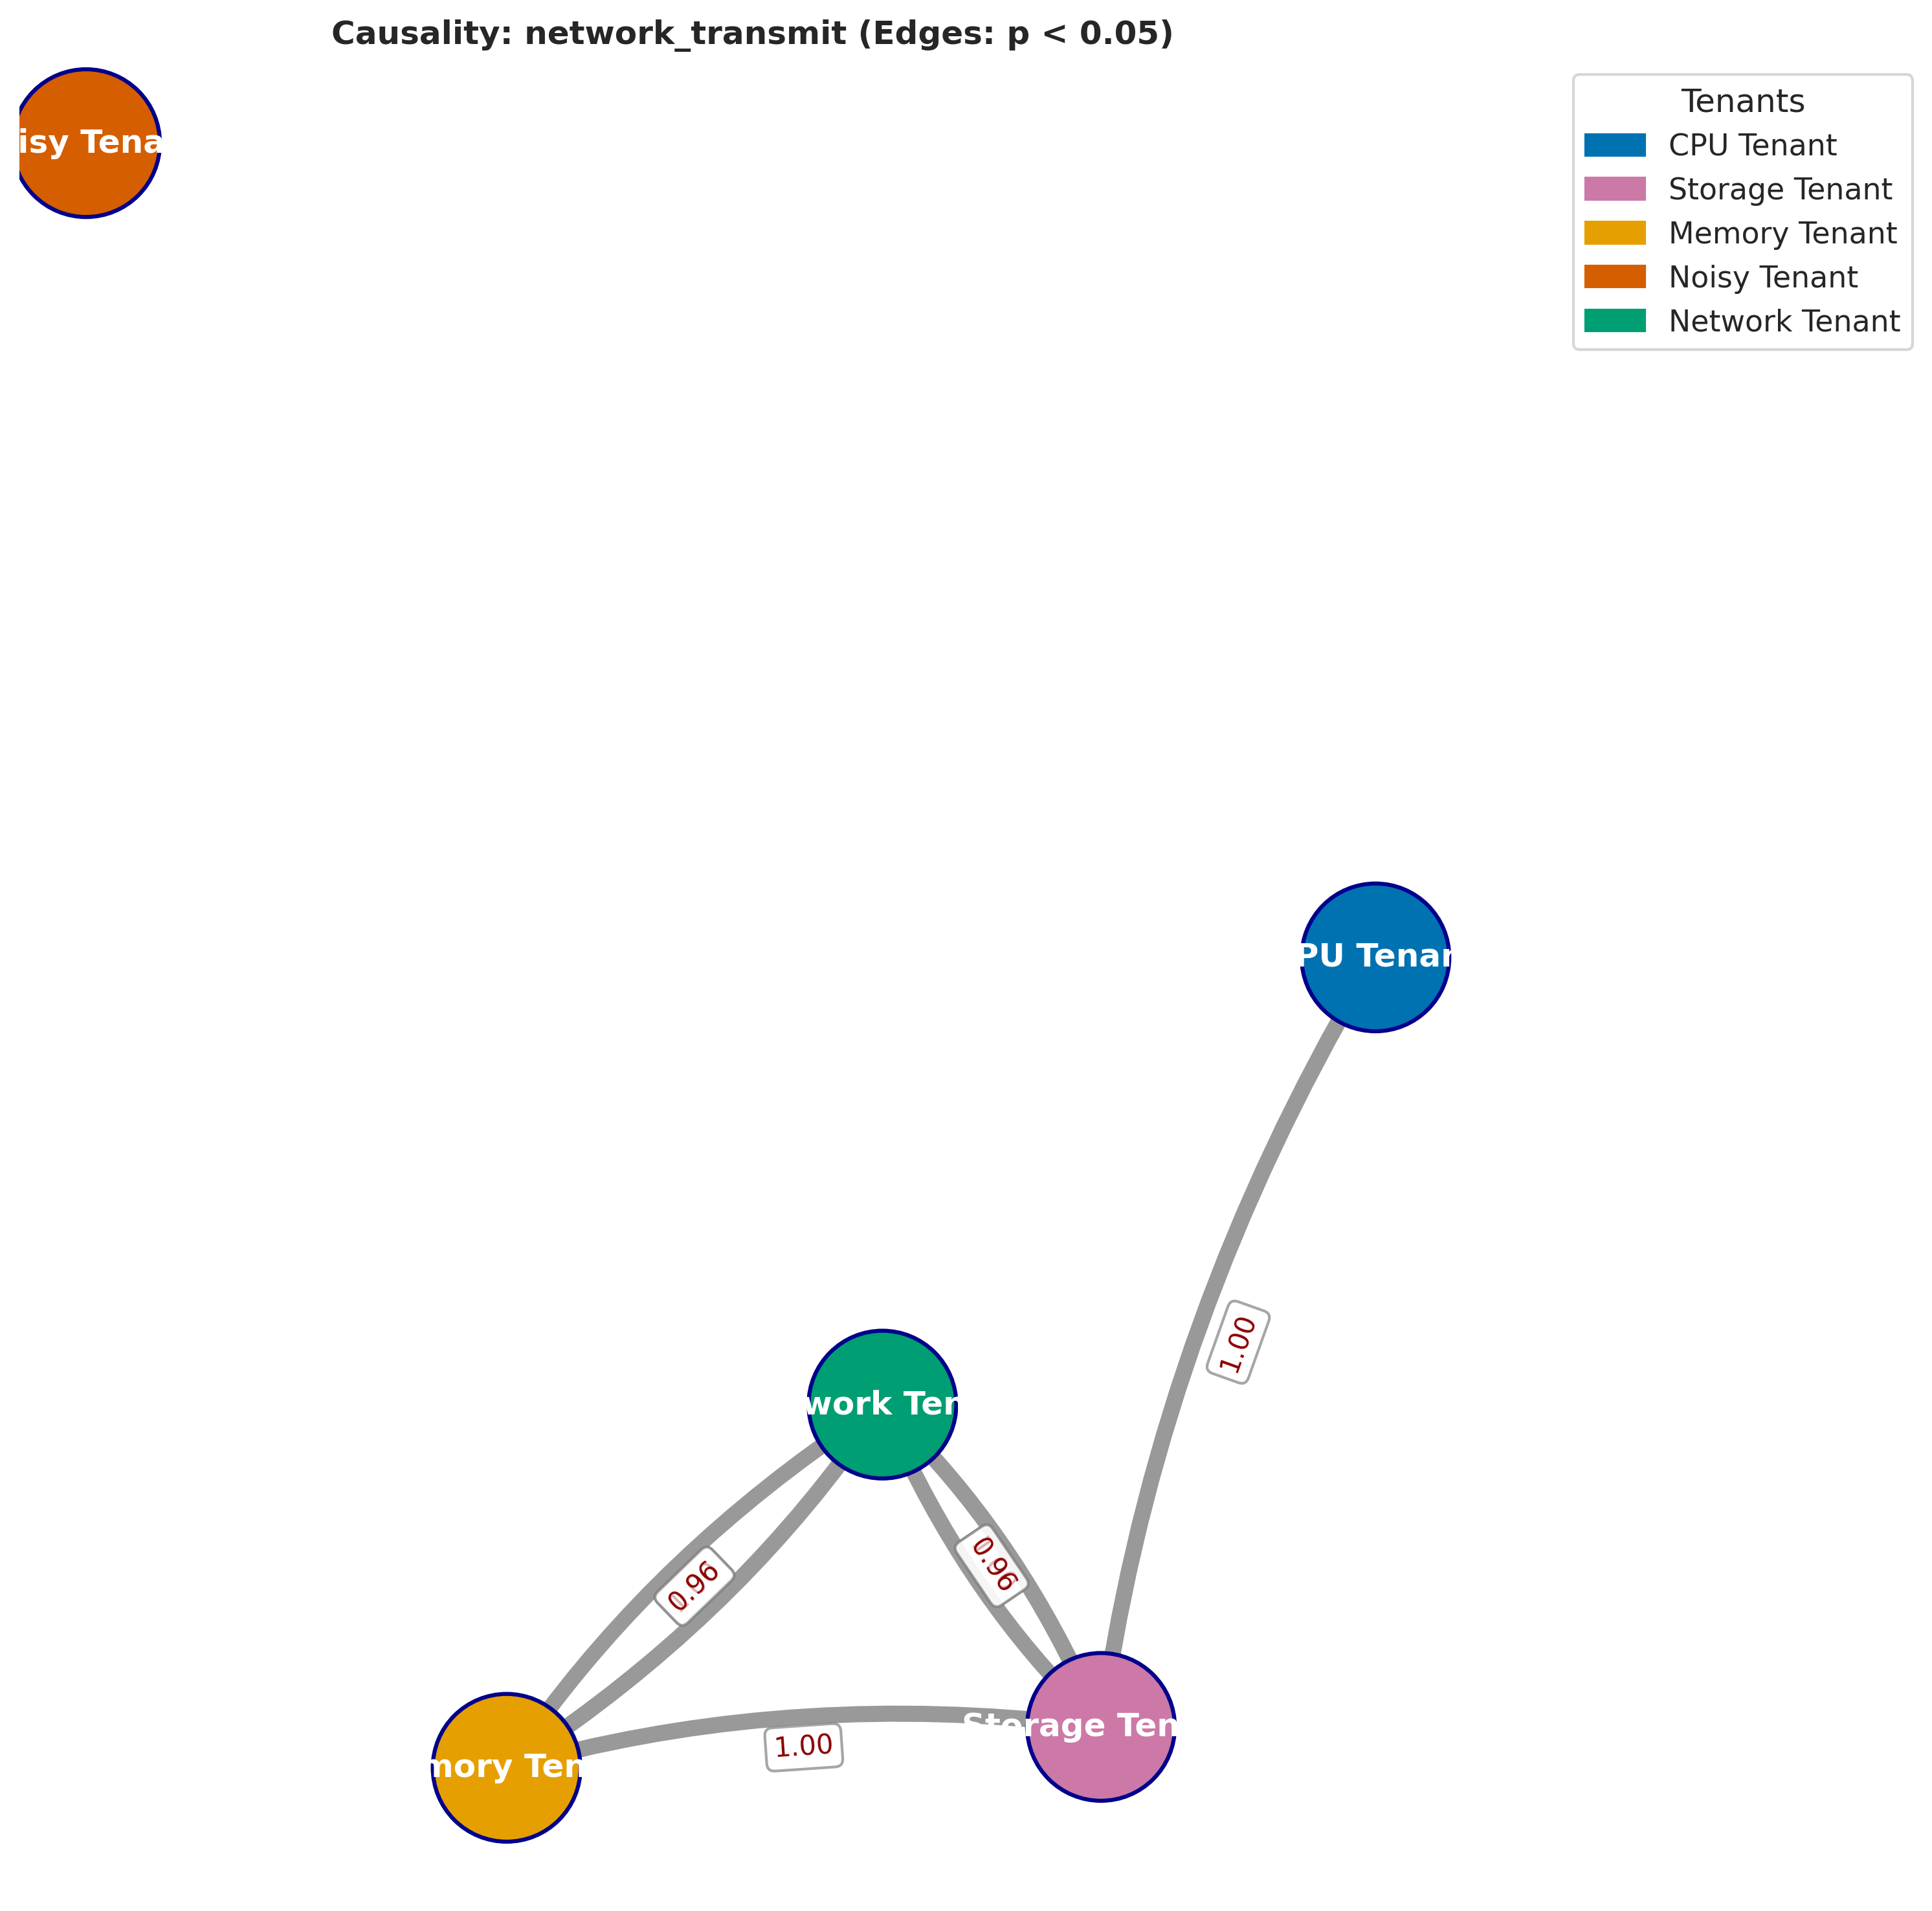 Causality: network_transmit (Edges: p < 0.05)
isy Tena
Tenants
CPU Tenant
Storage Tenant
Memory Tenant
Noisy Tenant
Network Tenant
PU Tenan
1.00
work Ten
0.96
0.96
Storage Ten
1.00
mory Ten